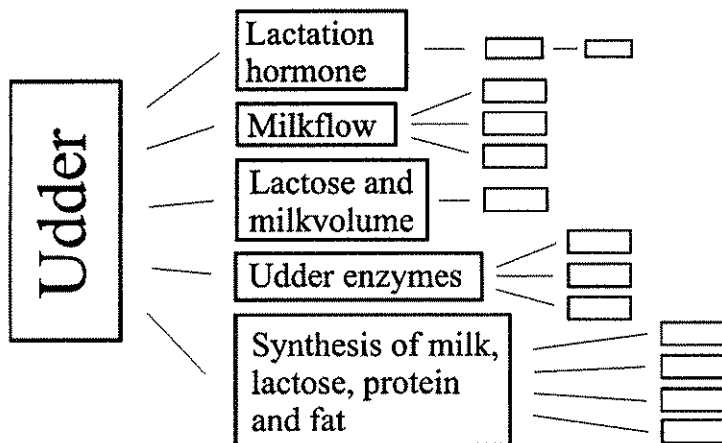 Udder
Lactation
hormone
Milkflow
Lactose and
milkvolume
Udder enzymes
Synthesis of milk,
lactose, protein
and fat